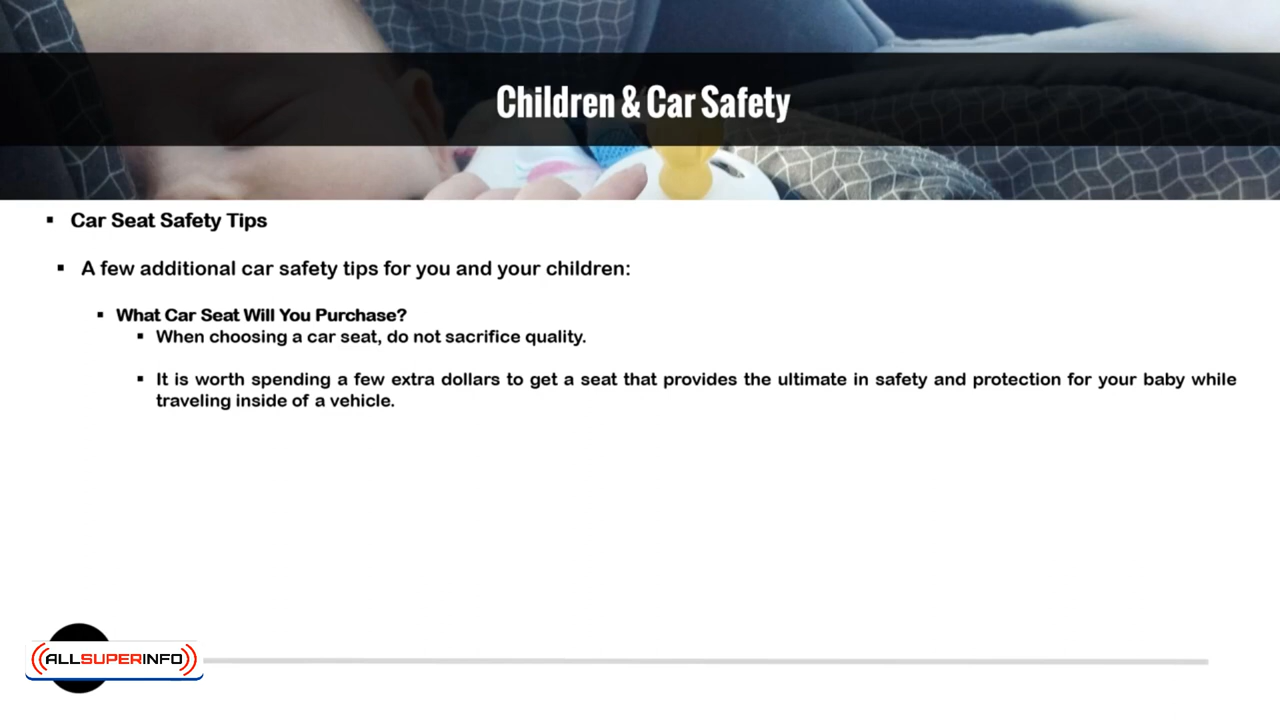 Children & Car Safety
▪ Car Seat Safety Tips
▪ A few additional car safety tips for you and your children:
▪ What Car Seat Will You Purchase?
▪ When choosing a car seat, do not sacrifice quality.
▪ It is worth spending a few extra dollars to get a seat that provides the ultimate in safety and protection for your baby while
traveling inside of a vehicle.
ALLSUPERINFO